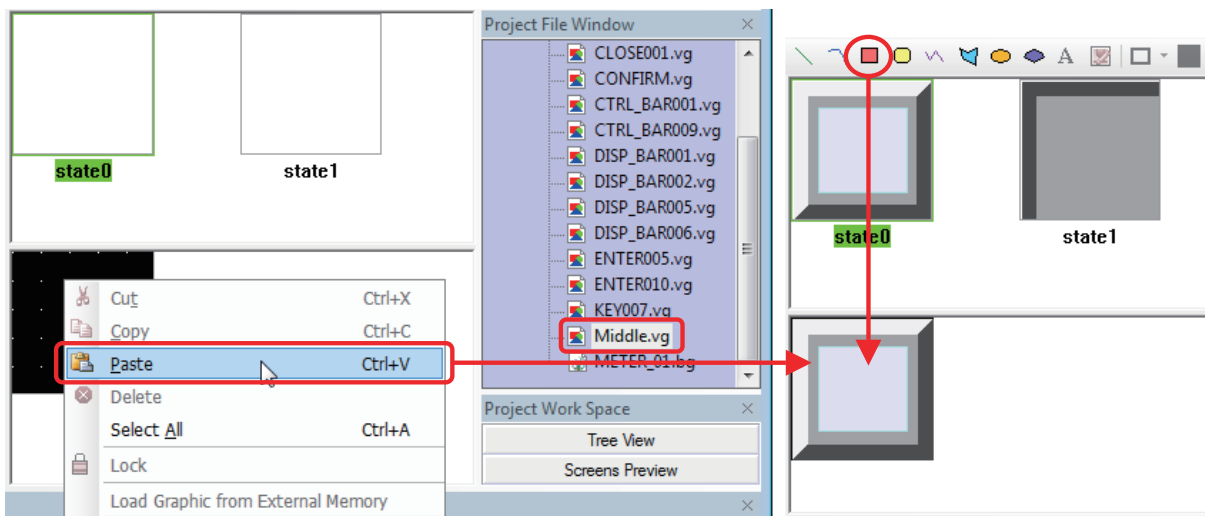 state0
state1
Cut Ctrl+X
Copy Ctrl+C
Paste Ctrl+V
Delete
Select All Ctrl+A
Lock
Load Graphic from External Memory
Project File Window
CLOSE001.vg
CONFIRM.vg
CTRL_BAR001.vg
CTRL_BAR009.vg
DISP_BAR001.vg
DISP_BAR002.vg
DISP_BAR005.vg
DISP_BAR006.vg
ENTER005.vg
ENTER010.vg
KEY007.vg
Middle.vg
METER_01.bg
Project Work Space
Tree View
Screens Preview
A
state0
state1